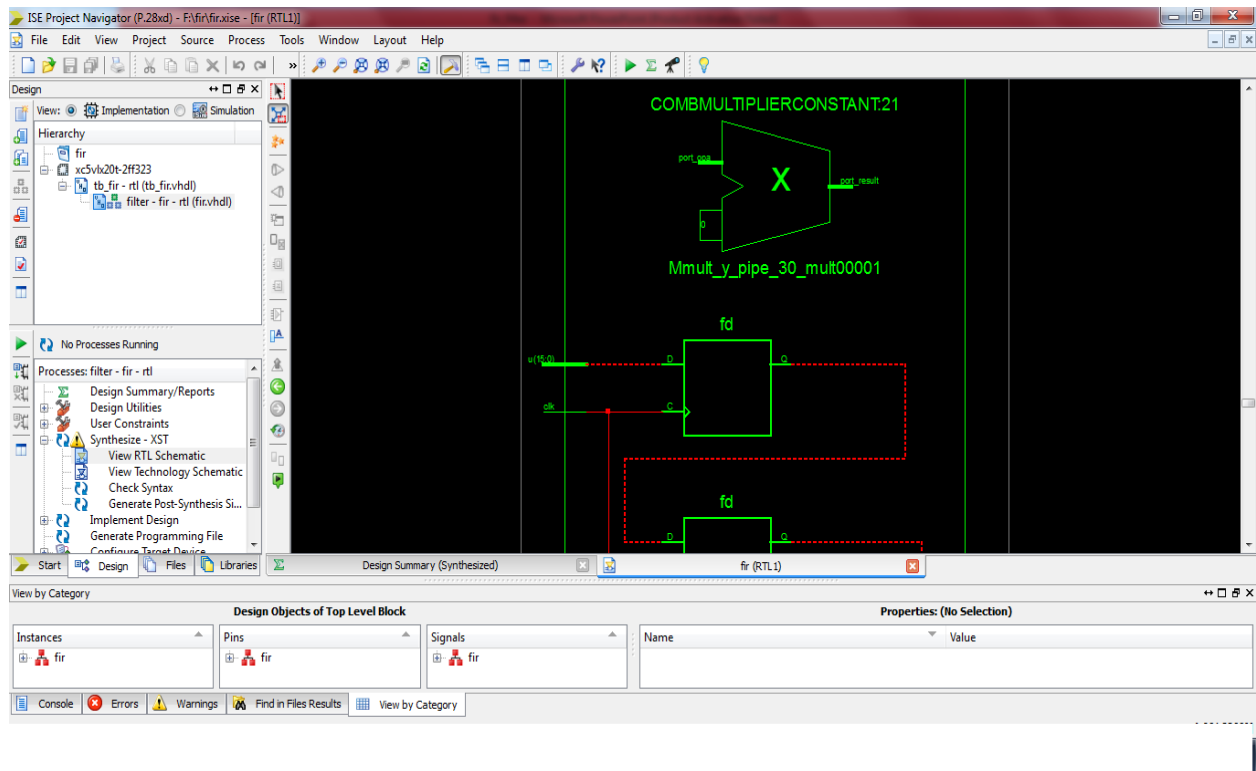 ISE Project Navigator (P.28xd) - F:\fir\fir.xise - [fir (RTL1)]
File Edit View Project Source Process Tools Window Layout Help
Design
View: Implementation Simulation
Hierarchy
fir
xc5vlx20t-2ff323
tb_fir - rtl (tb_fir.vhdl)
filter - fir - rtl (fir.vhdl)
No Processes Running
Processes: filter - fir - rtl
Design Summary/Reports
Design Utilities
User Constraints
Synthesize - XST
View RTL Schematic
View Technology Schematic
Check Syntax
Generate Post-Synthesis Si...
Implement Design
Generate Programming File
Configure Target Device
COMBMULTIPLIERCONSTANT:21
port_opa
X
port_result
0
Mmult_y_pipe_30_mult00001
fd
u(15:0)
D
Q
clk
C
fd
D
Q
Start Design Files Libraries
Design Summary (Synthesized)
fir (RTL1)
View by Category
Design Objects of Top Level Block
Properties: (No Selection)
Instances
Pins
Signals
Name
Value
fir
fir
fir
Console Errors Warnings Find in Files Results View by Category